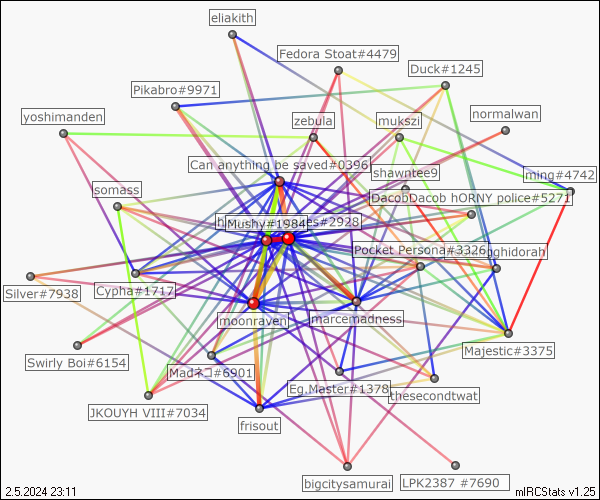 eliakith
Fedora Stoat#4479
Duck#1245
Pikabro#9971
yoshimanden
zebula
mukszi
normalwan
Can anything be saved#0396
shawntee9
ming#4742
somass
DacobDacob hORNY police#5271
es#2928
Mushy#1984
Pocket Persona#3326
nghidorah
Silver#7938
Cypha#1717
moonraven
marcemadness
Swirly Boi#6154
Madネコ#6901
Majestic#3375
Eg.Master#1378
thesecondtwat
JKOUYH VIII#7034
frisout
bigcitysamurai
LPK2387 #7690
2.5.2024 23:11
mIRCStats v1.25